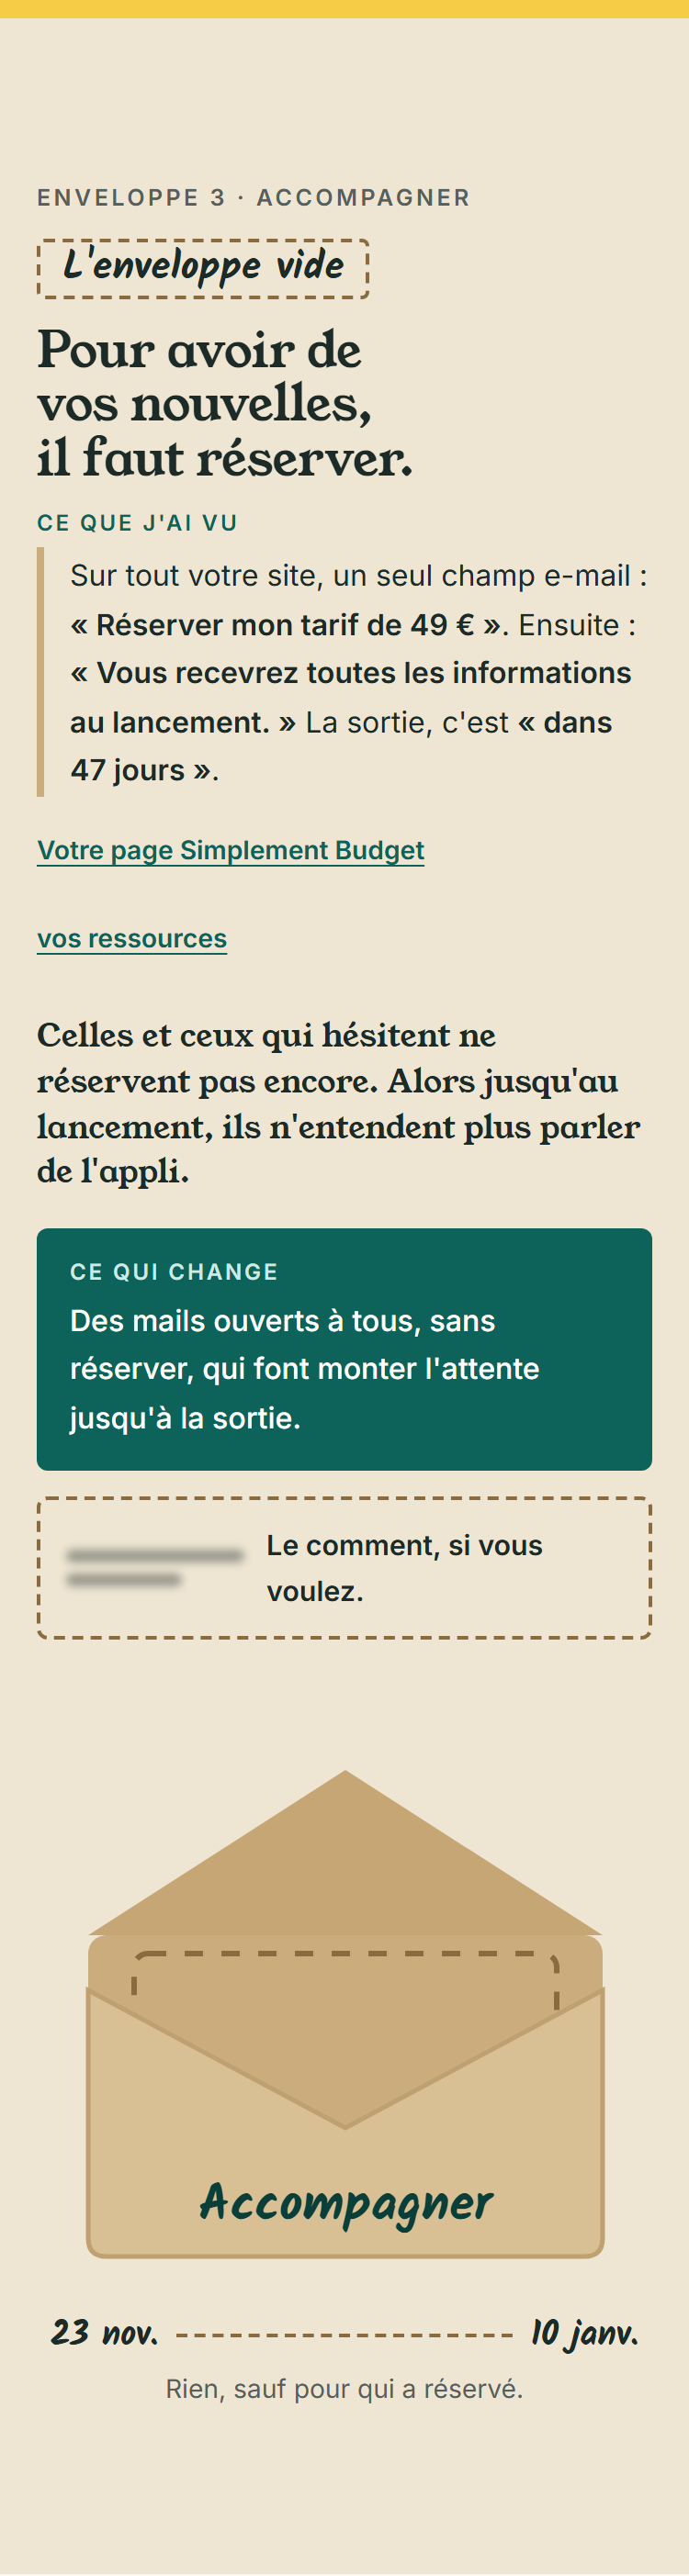 ENVELOPPE 3 · ACCOMPAGNER
L'enveloppe vide
Pour avoir de
vos nouvelles,
il faut réserver.
CE QUE J'AI VU
Sur tout votre site, un seul champ e-mail :
« Réserver mon tarif de 49 € ». Ensuite :
« Vous recevrez toutes les informations
au lancement. » La sortie, c'est « dans
47 jours ».
Votre page Simplement Budget
vos ressources
Celles et ceux qui hésitent ne
réservent pas encore. Alors jusqu'au
lancement, ils n'entendent plus parler
de l'appli.
CE QUI CHANGE
Des mails ouverts à tous, sans
réserver, qui font monter l'attente
jusqu'à la sortie.
Le comment, si vous
voulez.
Accompagner
23 nov.
10 janv.
Rien, sauf pour qui a réservé.